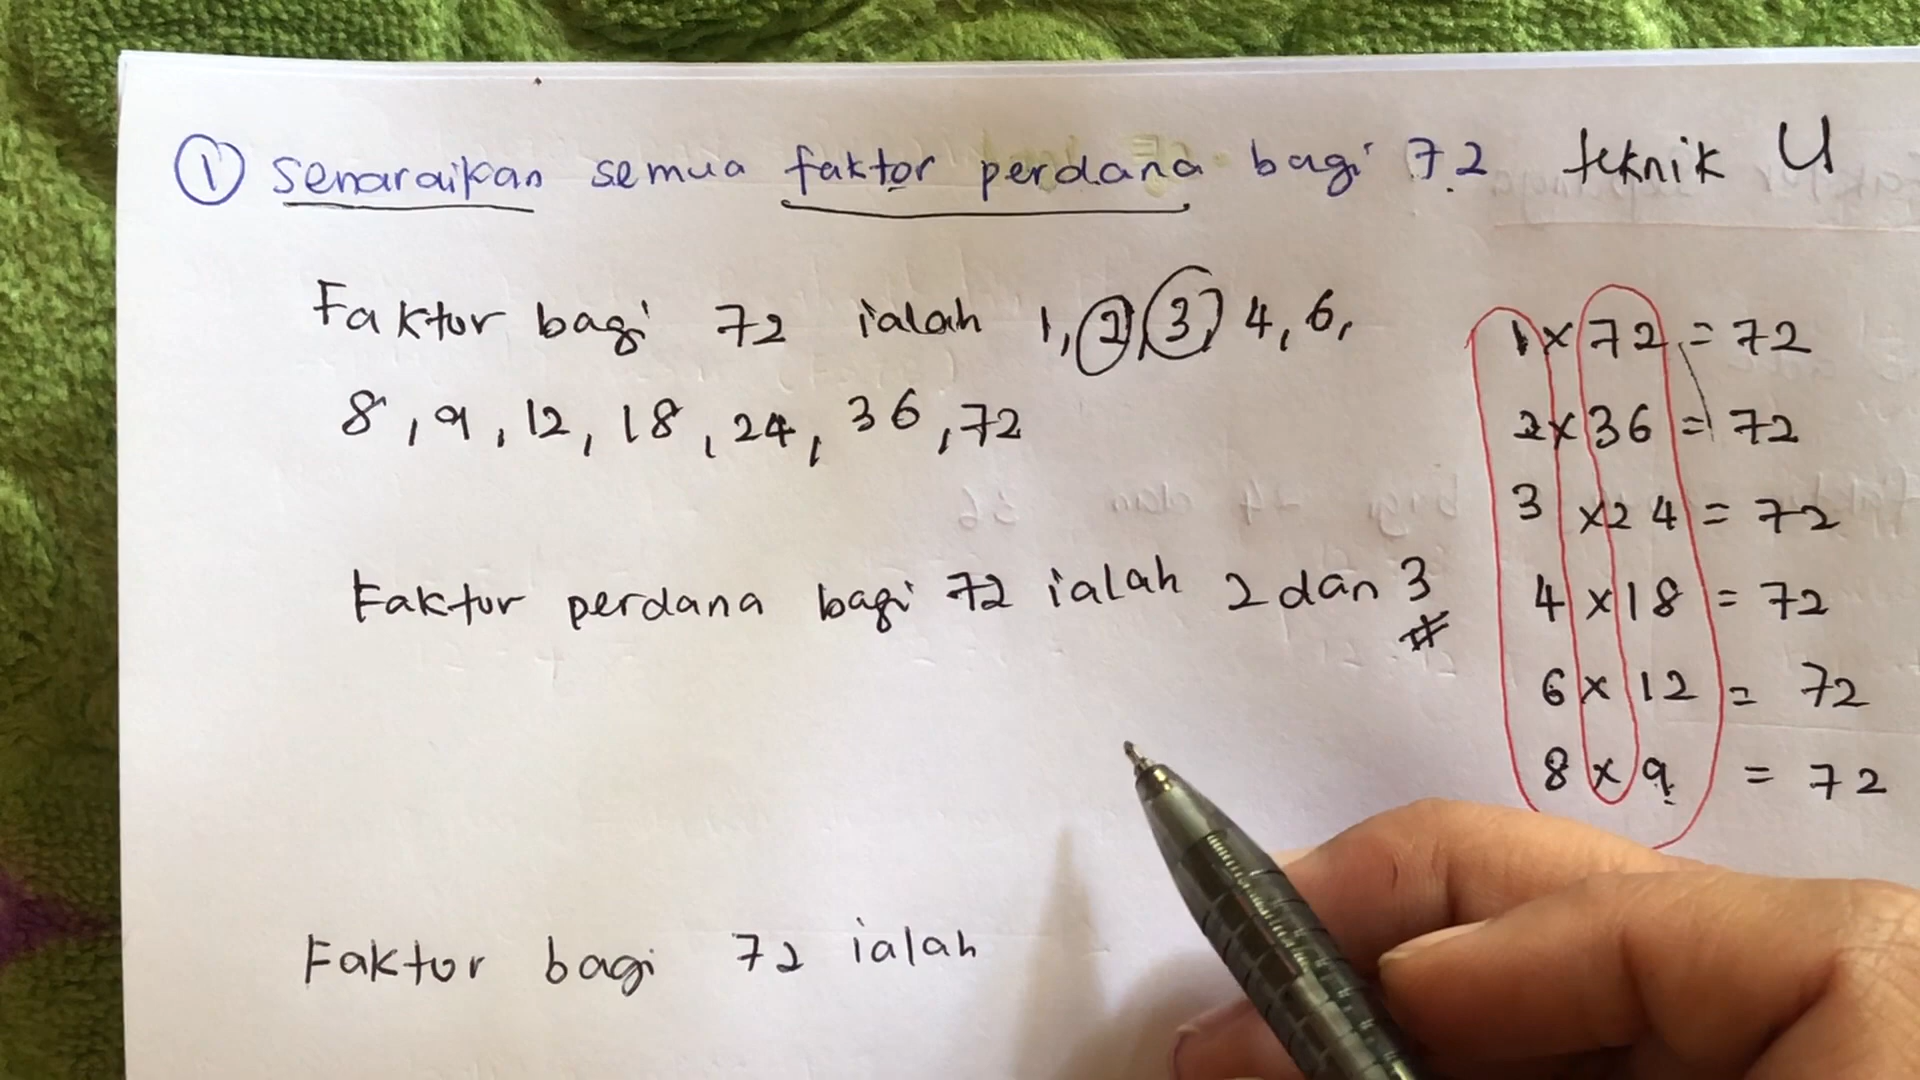 ① Senaraikan semua faktor perdana bagi 72 teknik U
Faktor bagi 72 ialah 1, 2, 3, 4, 6,
8, 9, 12, 18, 24, 36, 72
Faktor perdana bagi 72 ialah 2 dan 3 #
1 x 72 = 72
2 x 36 = 72
3 x 24 = 72
4 x 18 = 72
6 x 12 = 72
8 x 9 = 72
Faktor bagi 72 ialah